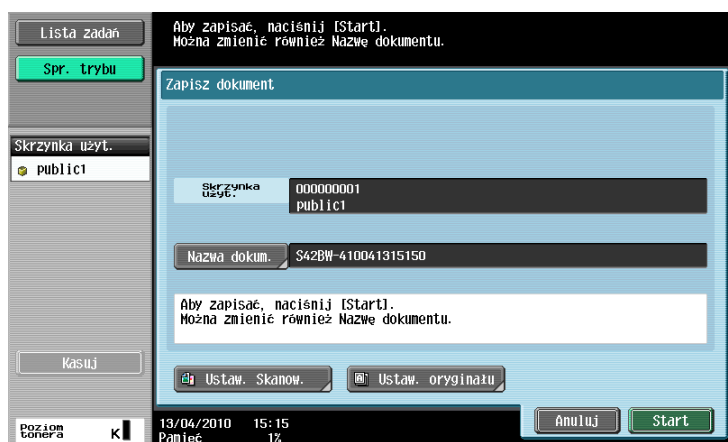 Lista zadań
Aby zapisać, naciśnij [Start].
Można zmienić również Nazwę dokumentu.
Spr. trybu
Zapisz dokument
Skrzynka użyt.
public1
Skrzynka
użyt.
000000001
public1
Nazwa dokum.
S42BW-410041315150
Aby zapisać, naciśnij [Start].
Można zmienić również Nazwę dokumentu.
Kasuj
Ustaw. Skanow.
Ustaw. oryginału
Poziom
tonera
K
13/04/2010 15:15
Pamięć 1%
Anuluj
Start